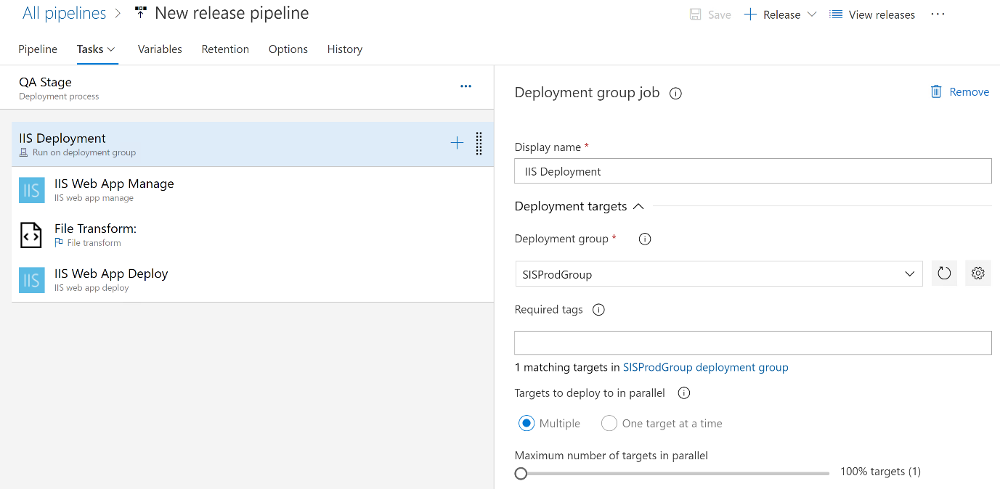 All pipelines > New release pipeline
Save Release View releases ...
Pipeline Tasks Variables Retention Options History
QA Stage
Deployment process
IIS Deployment
Run on deployment group
IIS IIS Web App Manage
IIS web app manage
File Transform:
File transform
IIS IIS Web App Deploy
IIS web app deploy
Deployment group job
Remove
Display name *
IIS Deployment
Deployment targets
Deployment group *
SISProdGroup
Required tags
1 matching targets in SISProdGroup deployment group
Targets to deploy to in parallel
Multiple One target at a time
Maximum number of targets in parallel
100% targets (1)